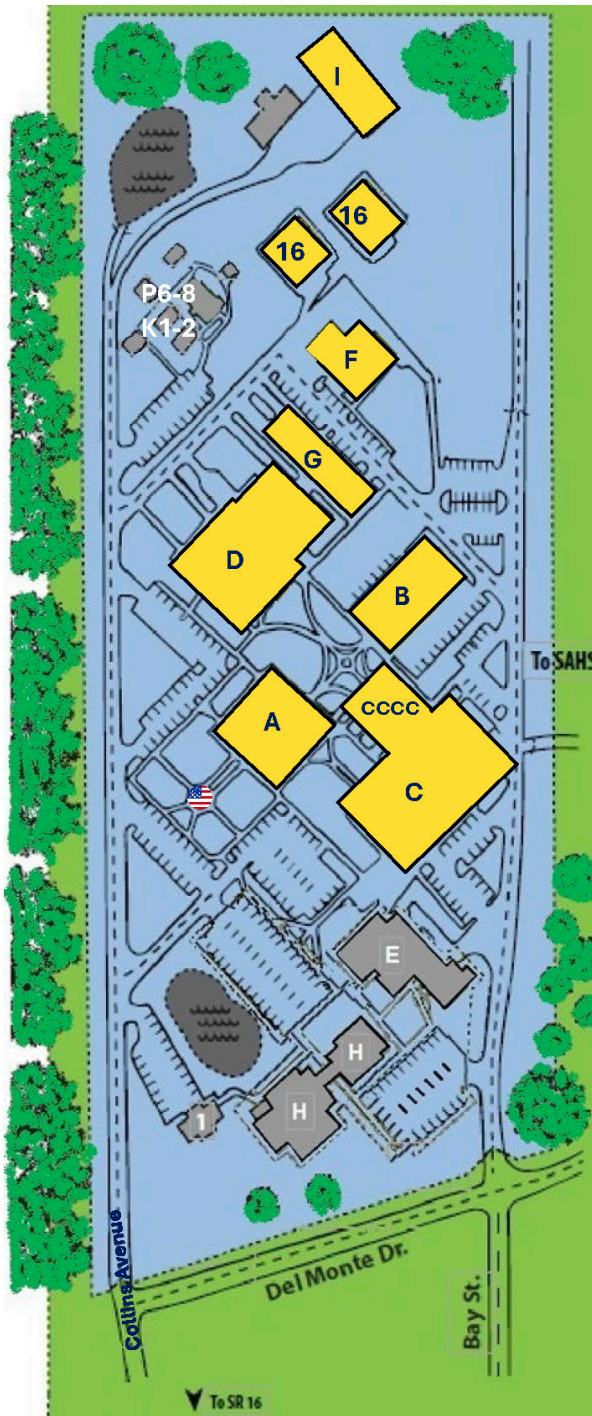 I
16
16
P6-8
K1-2
F
G
D
B
To SAHS
CCCC
A
C
E
H
H
1
Collins Avenue
Del Monte Dr.
Bay St.
To SR 16